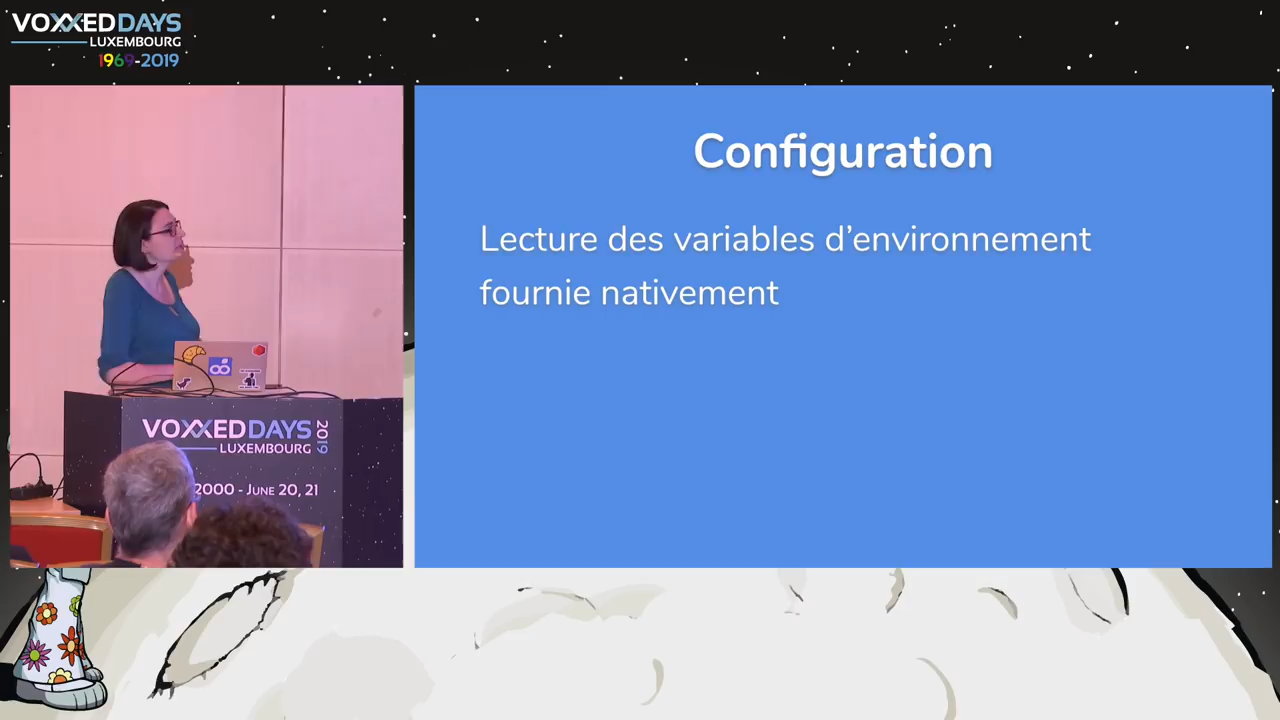 VOXXEDDAYS
LUXEMBOURG
1969-2019
Configuration
Lecture des variables d'environnement
fournie nativement
VOXXEDDAYS
LUXEMBOURG
2019
2000 - JUNE 20, 21